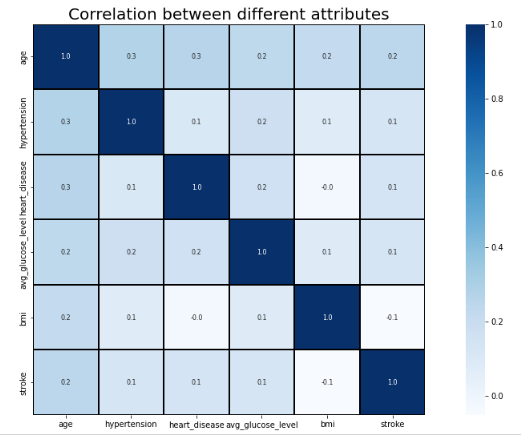 Correlation between different attributes
age 1.0 0.3 0.3 0.2 0.2 0.2
hypertension 0.3 1.0 0.1 0.2 0.1 0.1
heart_disease 0.3 0.1 1.0 0.2 -0.0 0.1
avg_glucose_level 0.2 0.2 0.2 1.0 0.1 0.1
bmi 0.2 0.1 -0.0 0.1 1.0 -0.1
stroke 0.2 0.1 0.1 0.1 -0.1 1.0
age hypertension heart_disease avg_glucose_level bmi stroke
1.0
0.8
0.6
0.4
0.2
0.0